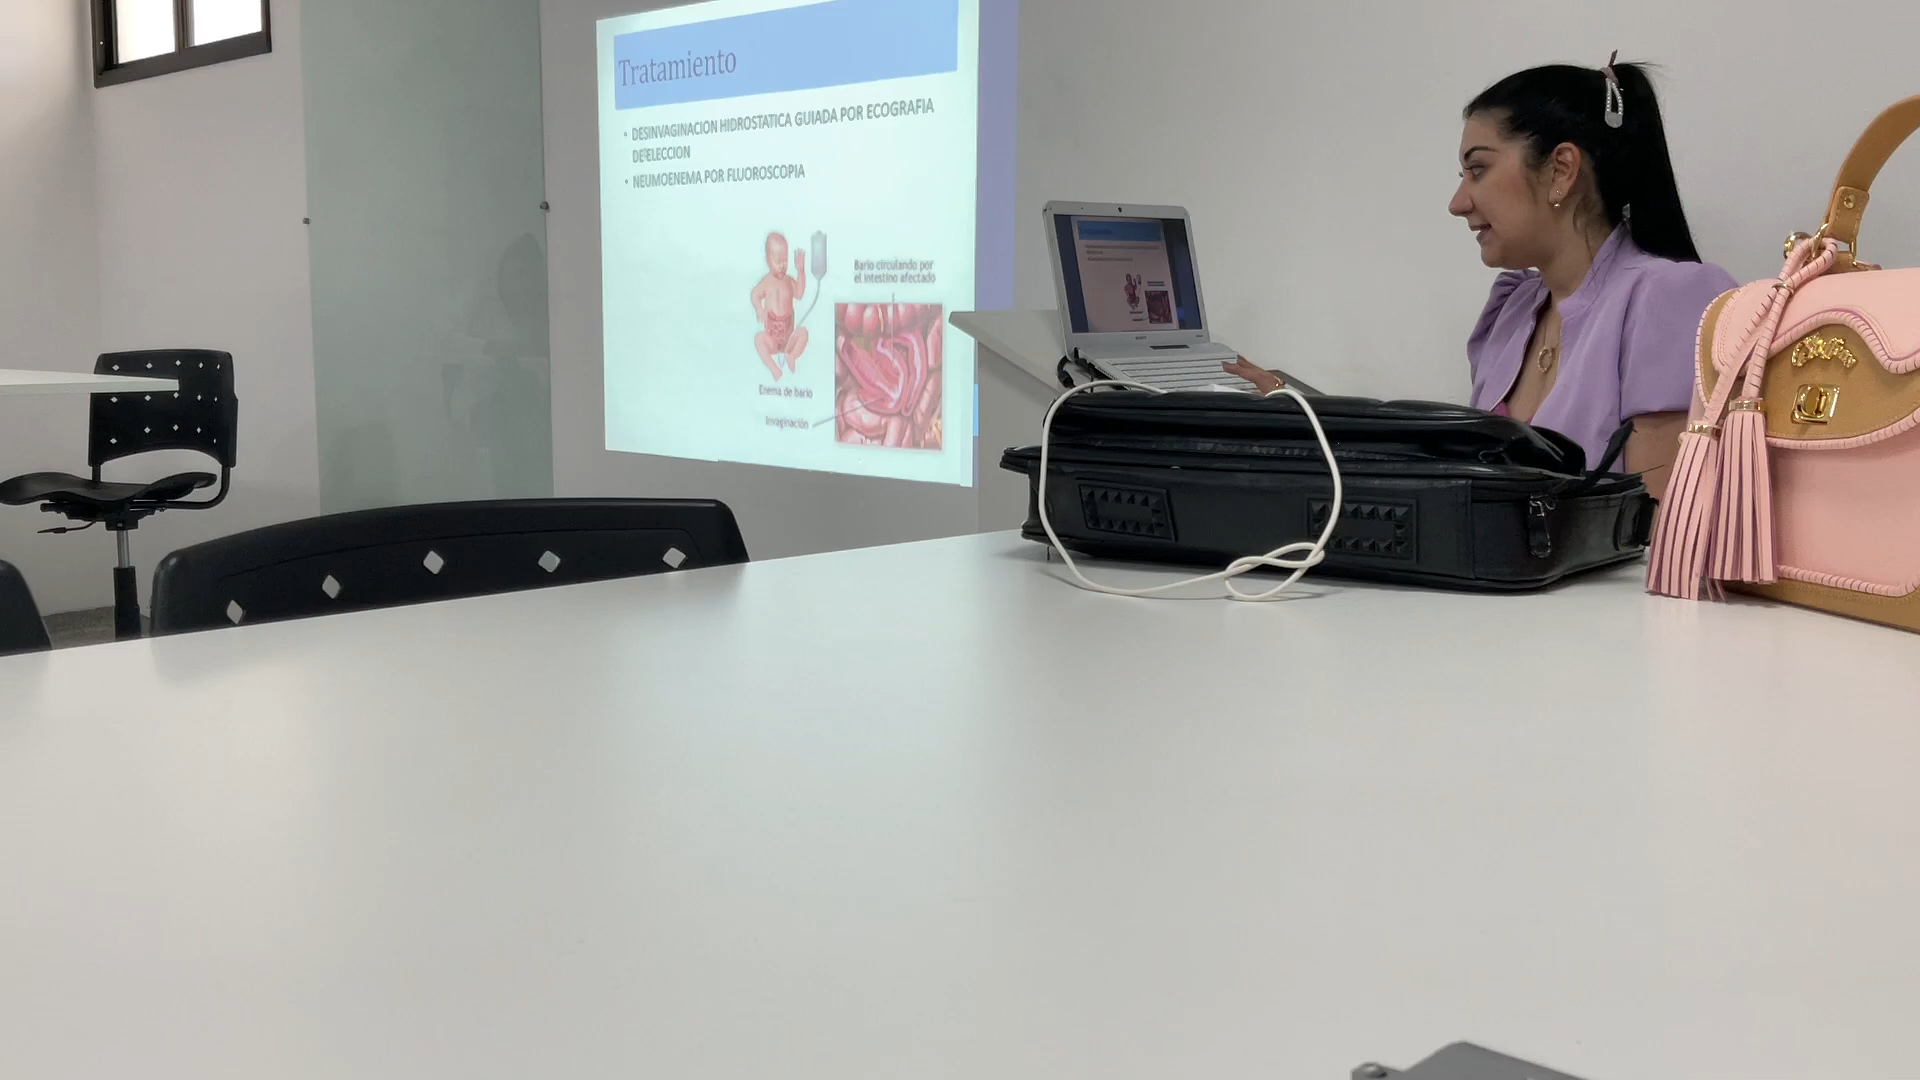 Tratamiento
• DESINVAGINACION HIDROSTATICA GUIADA POR ECOGRAFIA
DE ELECCION
• NEUMOENEMA POR FLUOROSCOPIA
Bario circulando por
el intestino afectado
Enema de bario
Invaginación